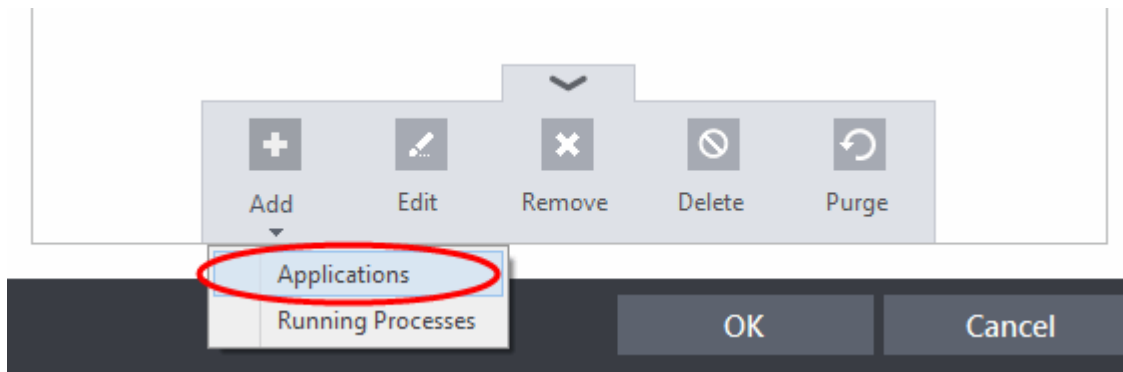 Add Edit Remove Delete Purge
Applications
Running Processes
OK Cancel